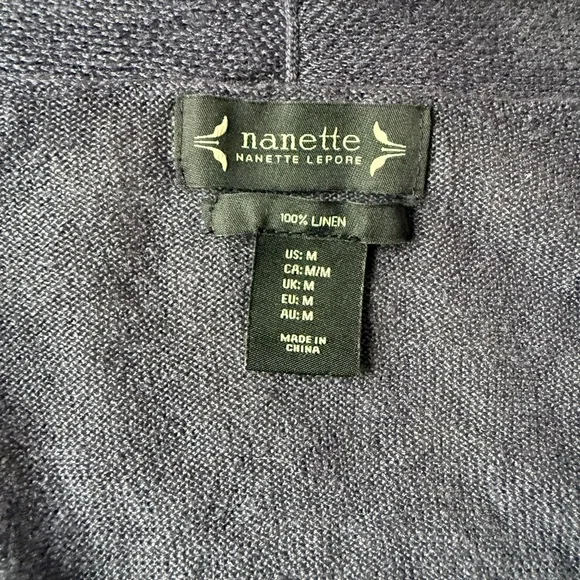 nanette
NANETTE LEPORE
100% LINEN
US: M
CA: M/M
UK: M
EU: M
AU: M
MADE IN
CHINA